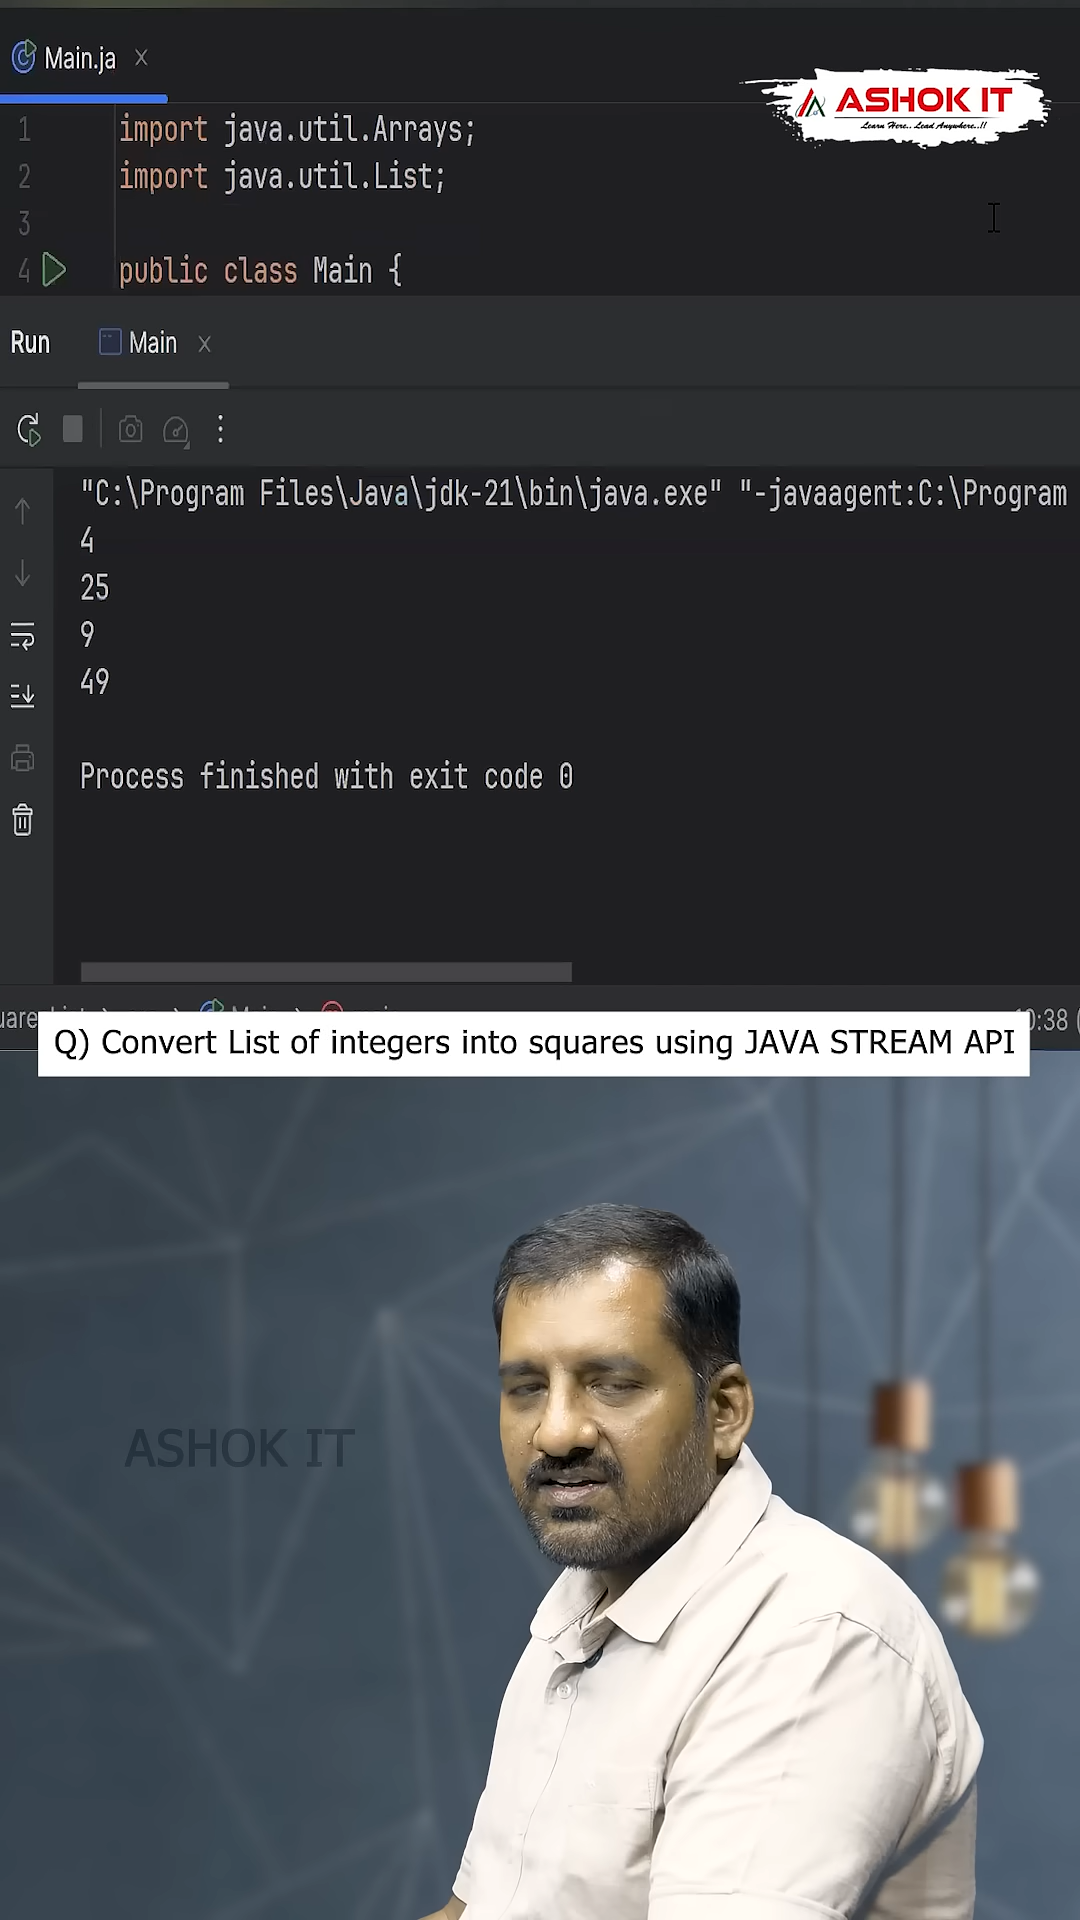 Main.ja
ASHOK IT
Learn Here.. Lead Anywhere..!!
1 import java.util.Arrays;
2 import java.util.List;
3
4 public class Main {
Run Main
"C:\Program Files\Java\jdk-21\bin\java.exe" "-javaagent:C:\Program
4
25
9
49
Process finished with exit code 0
:38
Q) Convert List of integers into squares using JAVA STREAM API
ASHOK IT